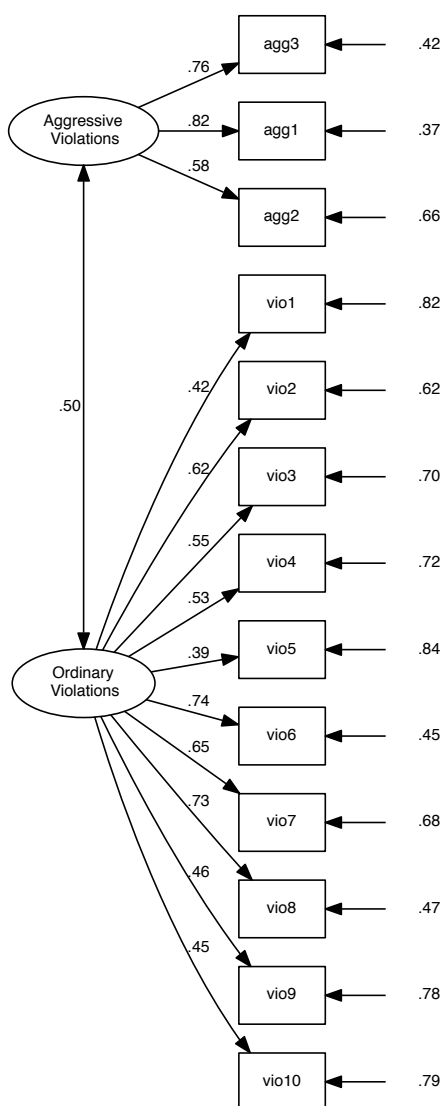 agg3
.42
.76
Aggressive
Violations
.82
agg1
.37
.58
agg2
.66
vio1
.82
.42
.50
vio2
.62
.62
vio3
.70
.55
vio4
.72
.53
vio5
.84
.39
Ordinary
Violations
.74
vio6
.45
.65
vio7
.68
.73
vio8
.47
.46
vio9
.78
.45
vio10
.79